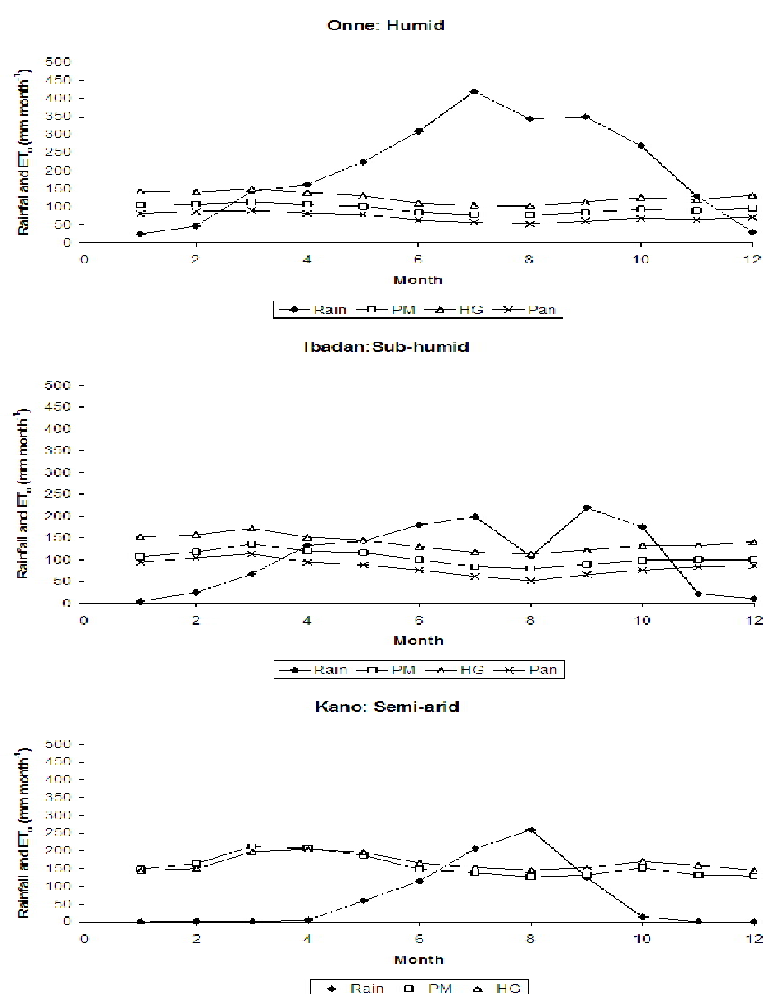 Onne: Humid
500
450
400
350
300
250
200
150
100
50
0
Rainfall and ETo (mm month-1)
0 2 4 6 8 10 12
Month
Rain PM HG Pan
Ibadan:Sub-humid
500
450
400
350
300
250
200
150
100
50
0
Rainfall and ETo (mm month-1)
0 2 4 6 8 10 12
Month
Rain PM HG Pan
Kano: Semi-arid
500
450
400
350
300
250
200
150
100
50
0
Rainfall and ETo (mm month-1)
0 2 4 6 8 10 12
Month
Rain PM HG